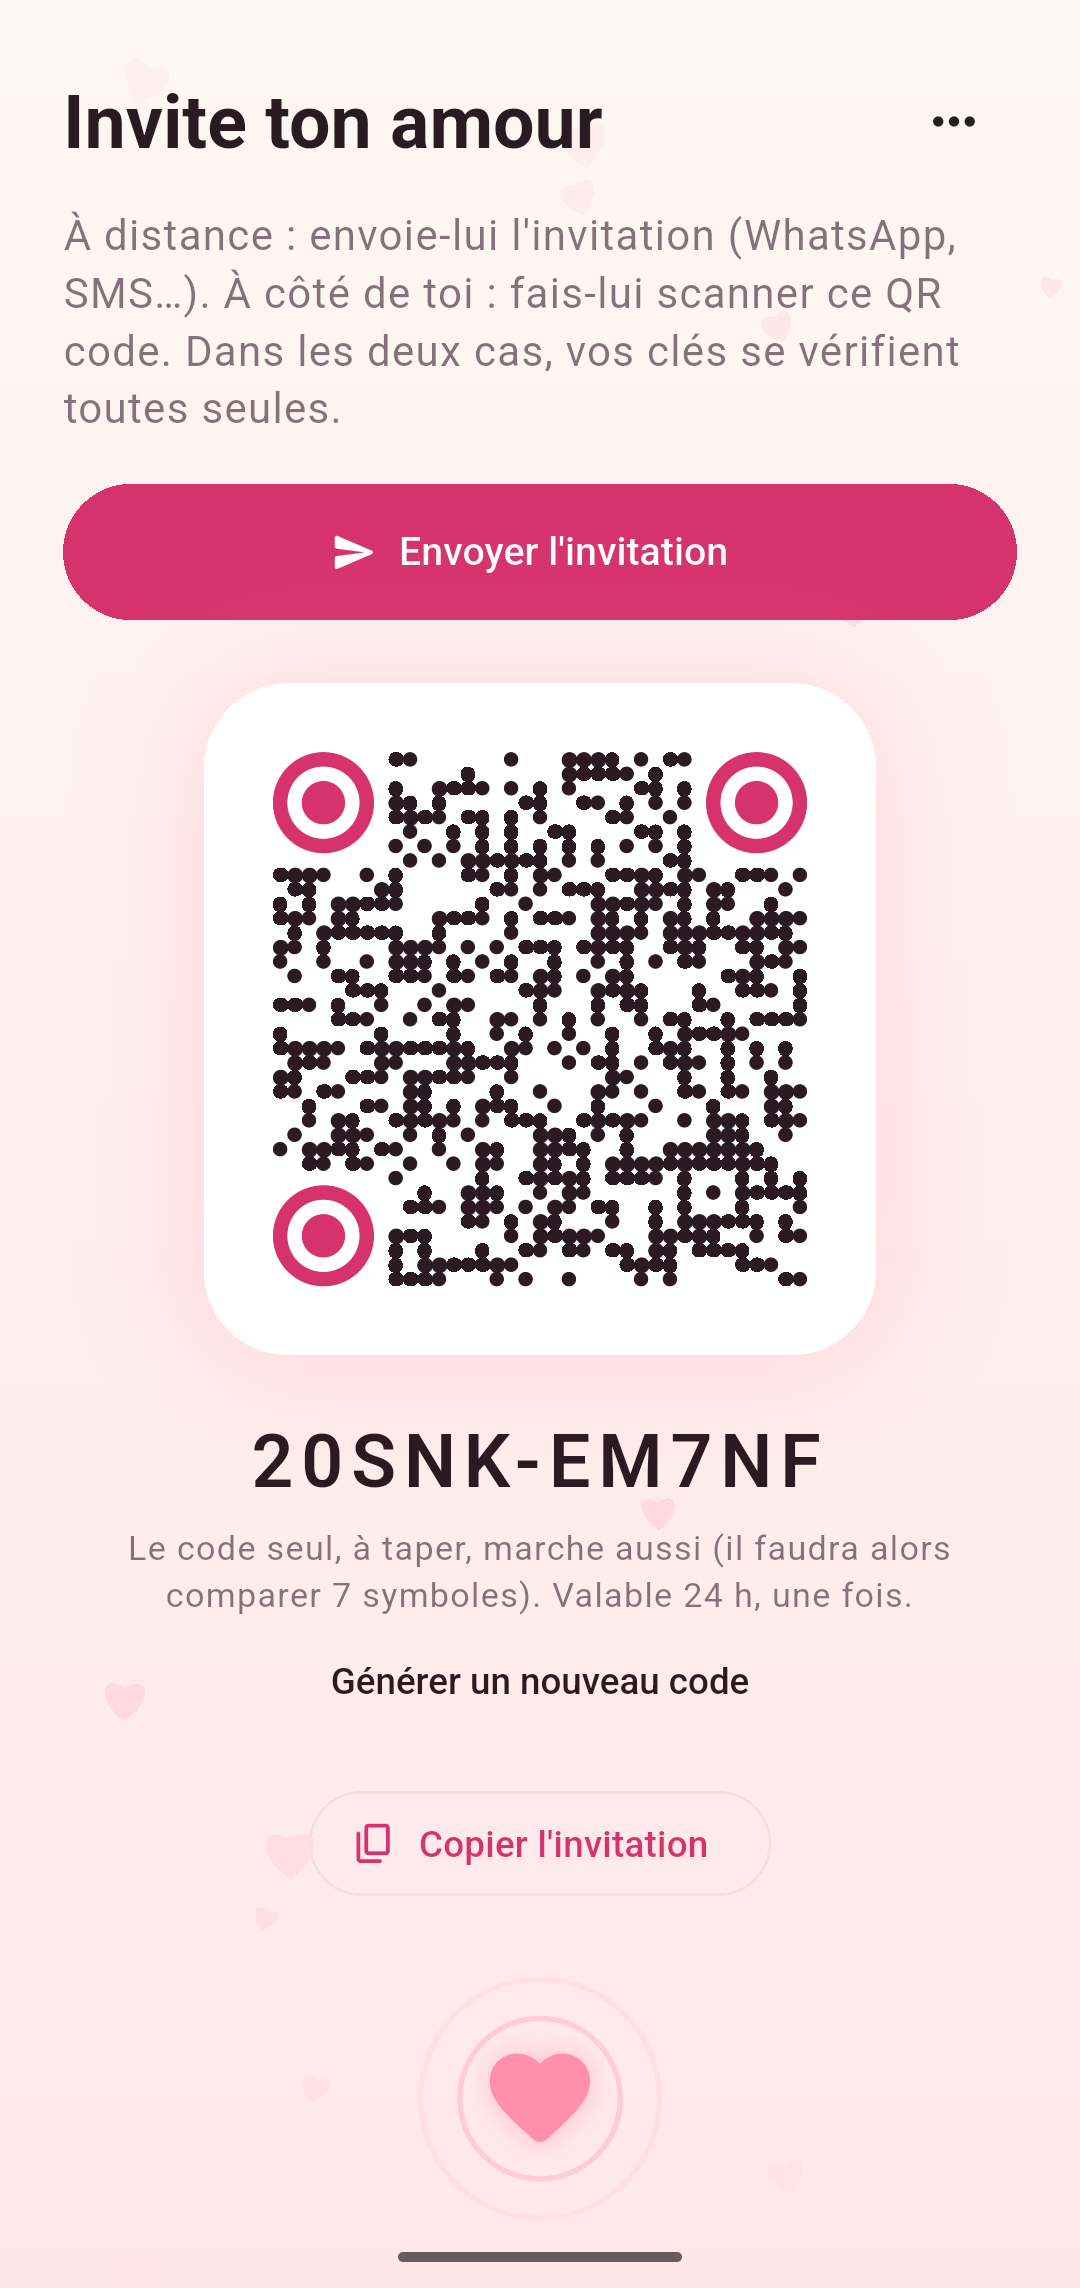 Invite ton amour
À distance : envoie-lui l'invitation (WhatsApp,
SMS…). À côté de toi : fais-lui scanner ce QR
code. Dans les deux cas, vos clés se vérifient
toutes seules.
Envoyer l'invitation
20SNK-EM7NF
Le code seul, à taper, marche aussi (il faudra alors
comparer 7 symboles). Valable 24 h, une fois.
Générer un nouveau code
Copier l'invitation